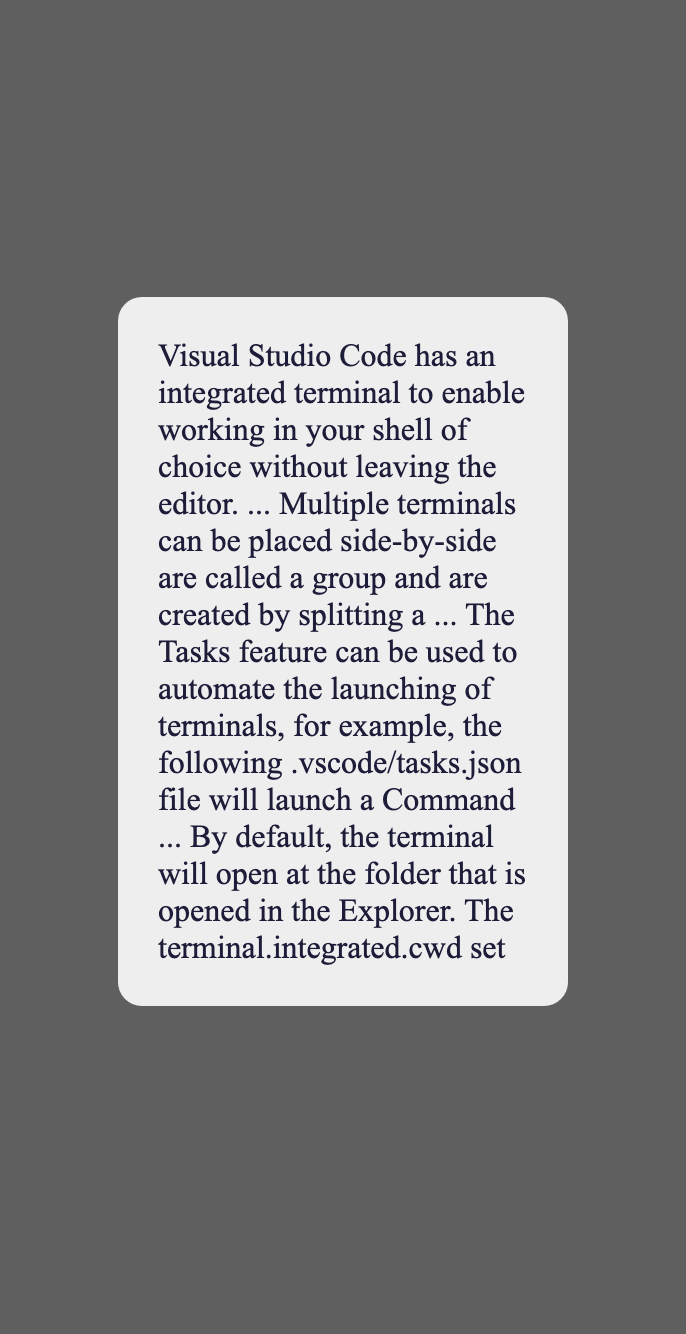 Visual Studio Code has an
integrated terminal to enable
working in your shell of
choice without leaving the
editor. ... Multiple terminals
can be placed side-by-side
are called a group and are
created by splitting a ... The
Tasks feature can be used to
automate the launching of
terminals, for example, the
following .vscode/tasks.json
file will launch a Command
... By default, the terminal
will open at the folder that is
opened in the Explorer. The
terminal.integrated.cwd set